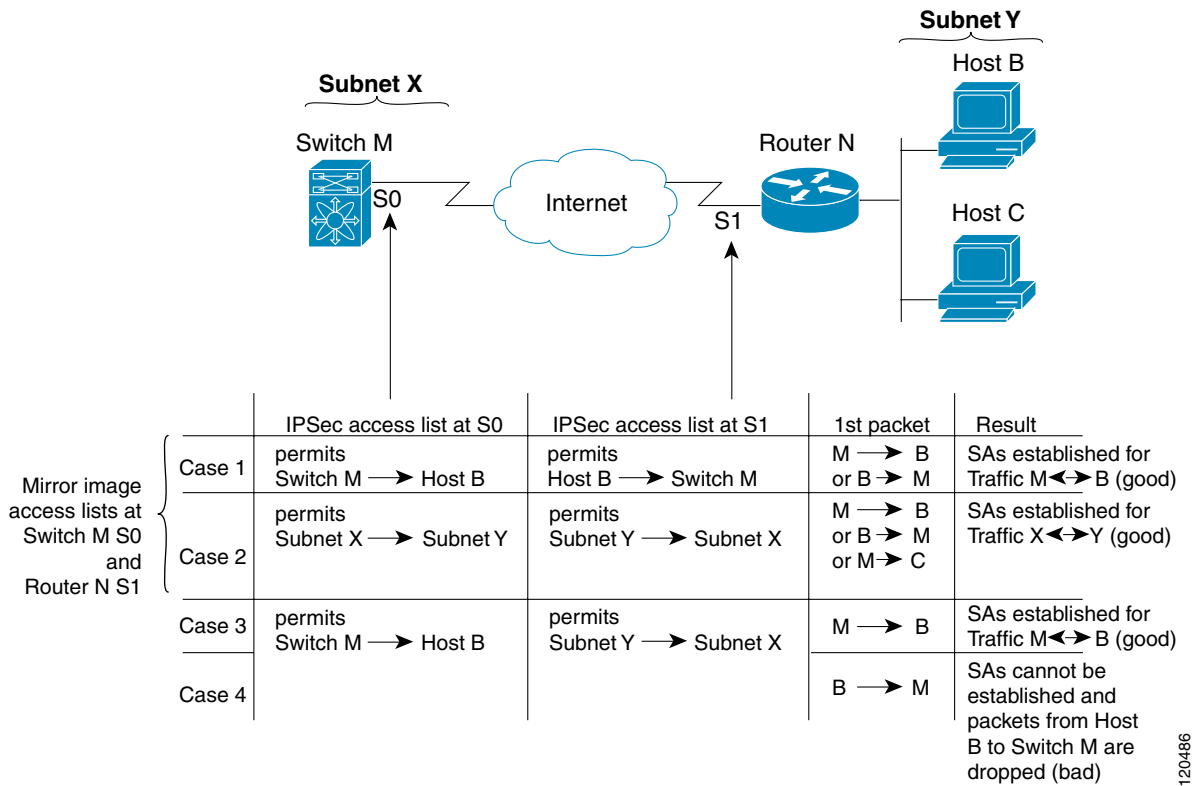 Subnet Y
Host B
Subnet X
Switch M
Router N
S0
Internet
S1
Host C
IPSec access list at S0
IPSec access list at S1
1st packet
Result
Mirror image
access lists at
Switch M S0
and
Router N S1
Case 1
permits
Switch M → Host B
permits
Host B → Switch M
M → B
or B → M
SAs established for
Traffic M ↔ B (good)
Case 2
permits
Subnet X → Subnet Y
permits
Subnet Y → Subnet X
M → B
or B → M
or M → C
SAs established for
Traffic X ↔ Y (good)
Case 3
permits
Switch M → Host B
permits
Subnet Y → Subnet X
M → B
SAs established for
Traffic M ↔ B (good)
Case 4
B → M
SAs cannot be
established and
packets from Host
B to Switch M are
dropped (bad)
120486